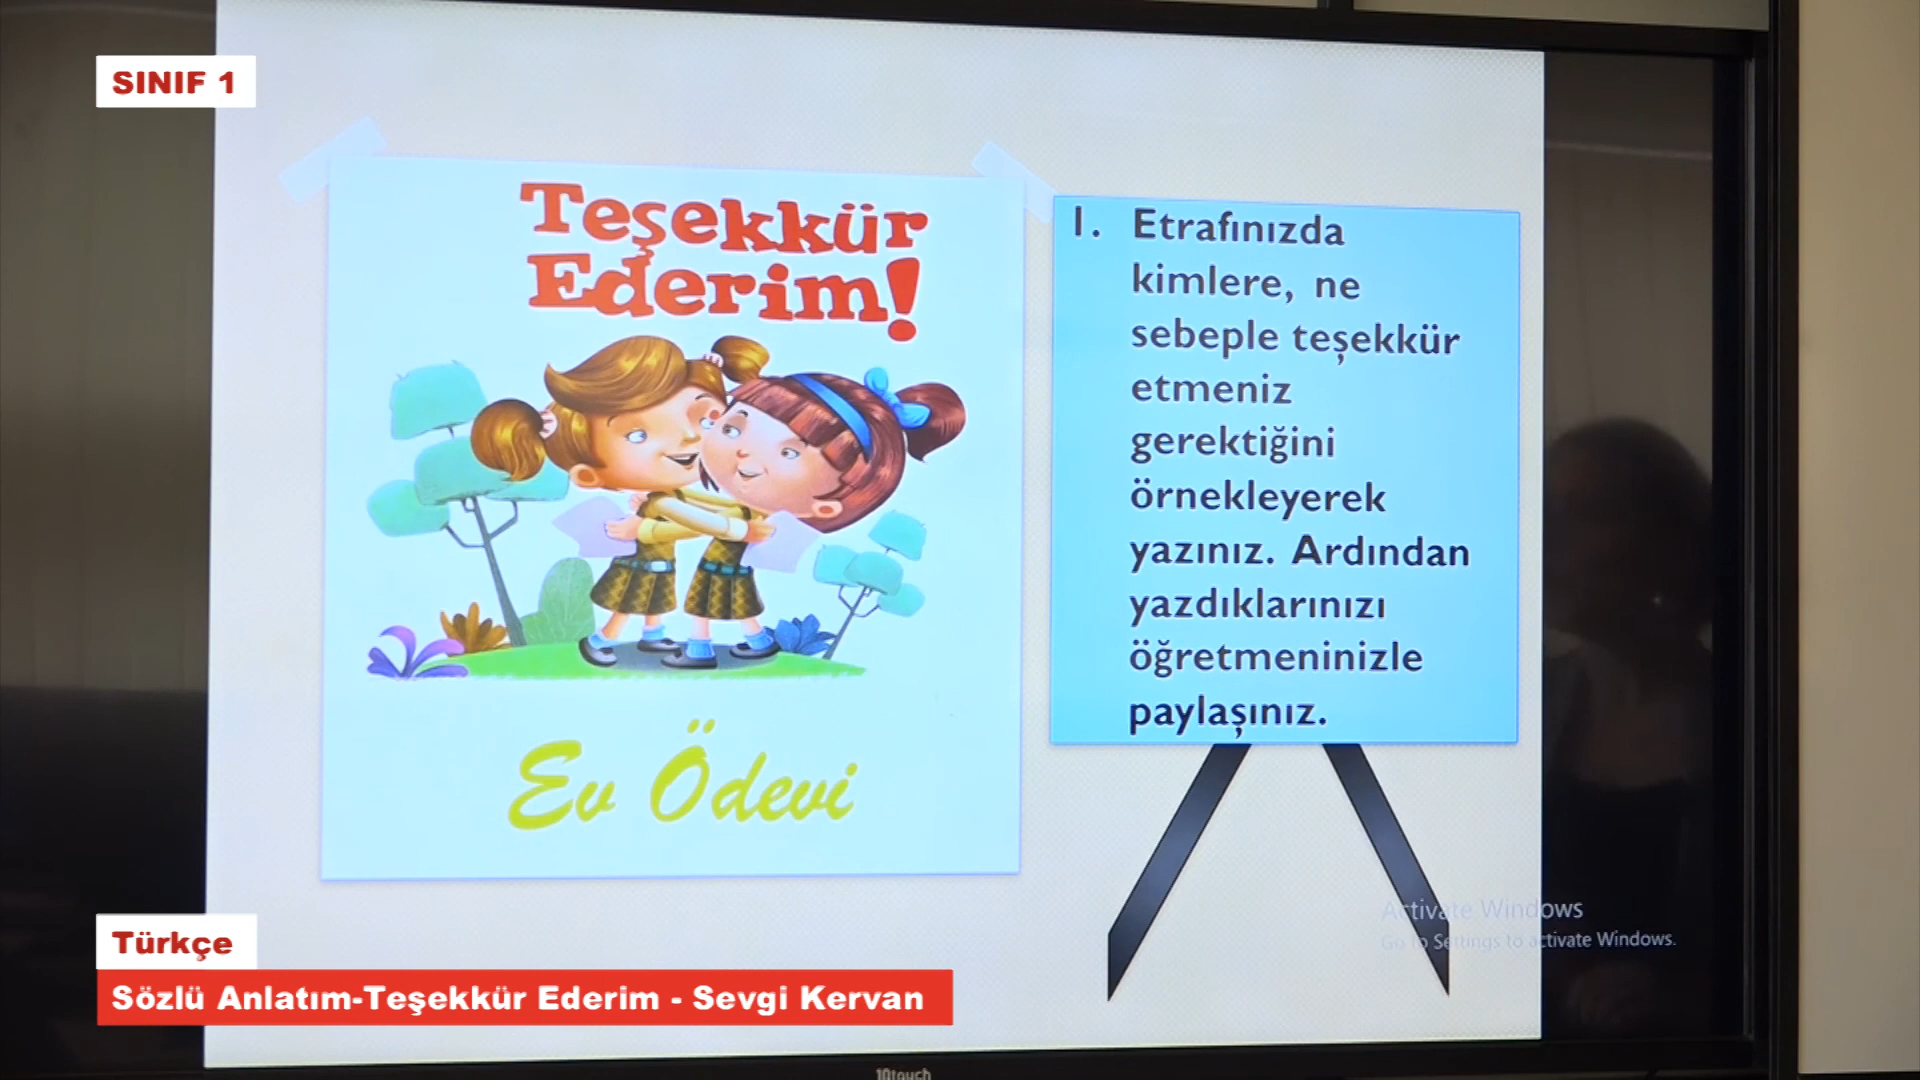 SINIF 1
Teşekkür
Ederim!
Ev Ödevi
1. Etrafınızda
kimlere, ne
sebeple teşekkür
etmeniz
gerektiğini
örnekleyerek
yazınız. Ardından
yazdıklarınızı
öğretmeninizle
paylaşınız.
Activate Windows
Go to Settings to activate Windows.
Türkçe
Sözlü Anlatım-Teşekkür Ederim - Sevgi Kervan
10touch